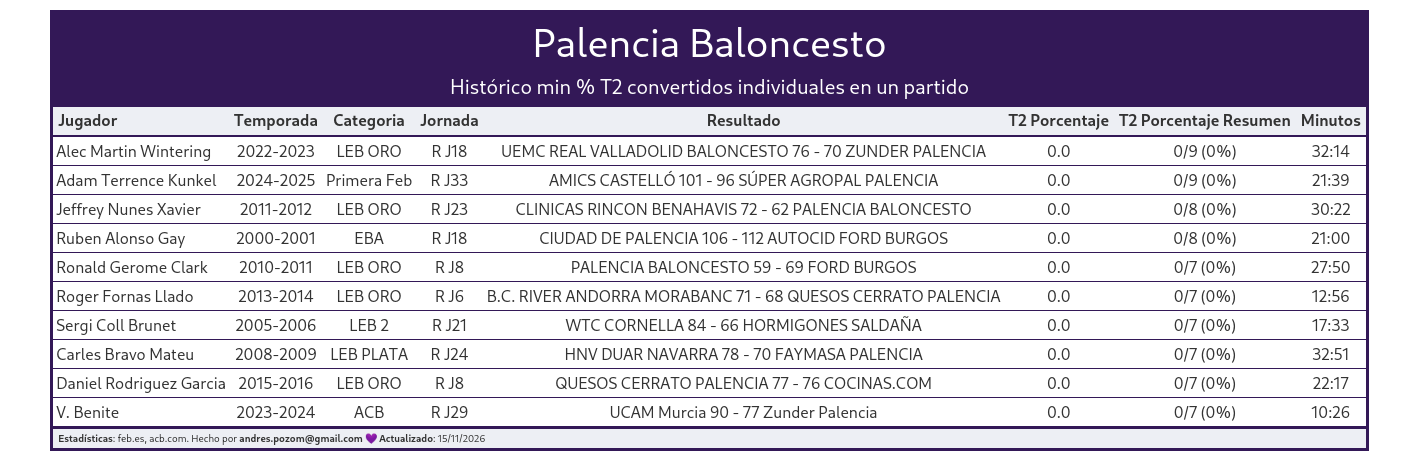 Palencia Baloncesto
Histórico min % T2 convertidos individuales en un partido
Jugador Temporada Categoria Jornada Resultado T2 Porcentaje T2 Porcentaje Resumen Minutos
Alec Martin Wintering 2022-2023 LEB ORO R J18 UEMC REAL VALLADOLID BALONCESTO 76 - 70 ZUNDER PALENCIA 0.0 0/9 (0%) 32:14
Adam Terrence Kunkel 2024-2025 Primera Feb R J33 AMICS CASTELLÓ 101 - 96 SÚPER AGROPAL PALENCIA 0.0 0/9 (0%) 21:39
Jeffrey Nunes Xavier 2011-2012 LEB ORO R J23 CLINICAS RINCON BENAHAVIS 72 - 62 PALENCIA BALONCESTO 0.0 0/8 (0%) 30:22
Ruben Alonso Gay 2000-2001 EBA R J18 CIUDAD DE PALENCIA 106 - 112 AUTOCID FORD BURGOS 0.0 0/8 (0%) 21:00
Ronald Gerome Clark 2010-2011 LEB ORO R J8 PALENCIA BALONCESTO 59 - 69 FORD BURGOS 0.0 0/7 (0%) 27:50
Roger Fornas Llado 2013-2014 LEB ORO R J6 B.C. RIVER ANDORRA MORABANC 71 - 68 QUESOS CERRATO PALENCIA 0.0 0/7 (0%) 12:56
Sergi Coll Brunet 2005-2006 LEB 2 R J21 WTC CORNELLA 84 - 66 HORMIGONES SALDAÑA 0.0 0/7 (0%) 17:33
Carles Bravo Mateu 2008-2009 LEB PLATA R J24 HNV DUAR NAVARRA 78 - 70 FAYMASA PALENCIA 0.0 0/7 (0%) 32:51
Daniel Rodriguez Garcia 2015-2016 LEB ORO R J8 QUESOS CERRATO PALENCIA 77 - 76 COCINAS.COM 0.0 0/7 (0%) 22:17
V. Benite 2023-2024 ACB R J29 UCAM Murcia 90 - 77 Zunder Palencia 0.0 0/7 (0%) 10:26
Estadísticas: feb.es, acb.com. Hecho por andres.pozom@gmail.com 💜 Actualizado: 15/11/2026